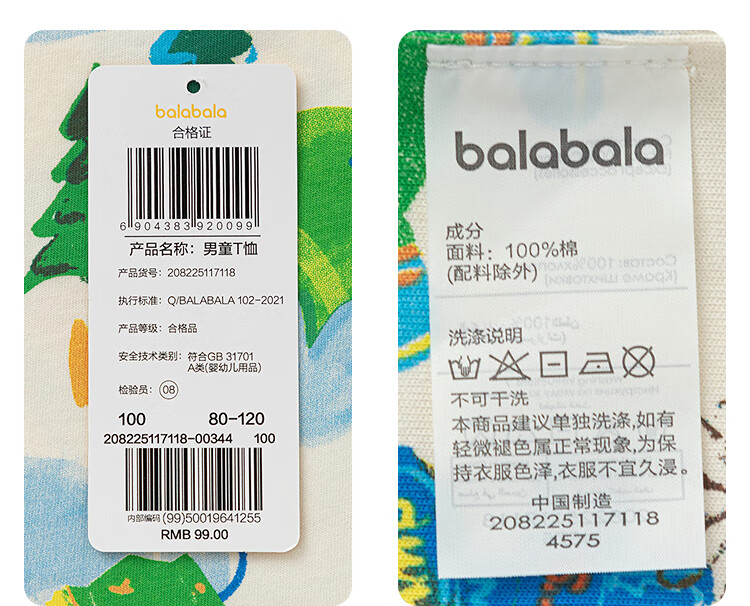 balabala
合格证
6 904383 920099
产品名称：男童T恤
产品货号：208225117118
执行标准：Q/BALABALA 102-2021
产品等级：合格品
安全技术类别：符合GB 31701
A类(婴幼儿用品)
检验员：08
100 80-120
208225117118-00344 100
内部编码 (99)50019641255
RMB 99.00
balabala
成分
面料：100%棉
(配料除外)
洗涤说明
不可干洗
本商品建议单独洗涤,如有
轻微褪色属正常现象,为保
持衣服色泽,衣服不宜久浸。
中国制造
208225117118
4575